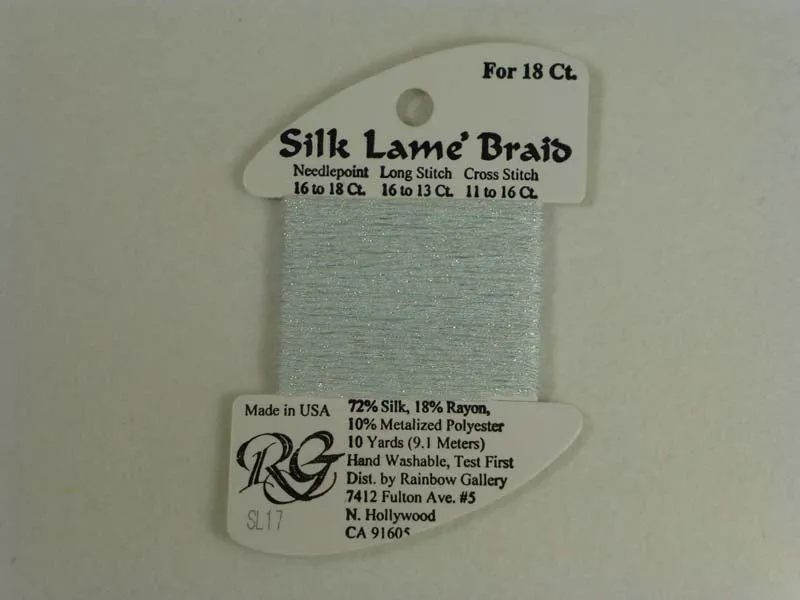 For 18 Ct.
Silk Lame' Braid
Needlepoint Long Stitch Cross Stitch
16 to 18 Ct. 16 to 13 Ct. 11 to 16 Ct.
Made in USA
72% Silk, 18% Rayon,
10% Metalized Polyester
10 Yards (9.1 Meters)
Hand Washable, Test First
Dist. by Rainbow Gallery
7412 Fulton Ave. #5
N. Hollywood
CA 91605
RG
SL17